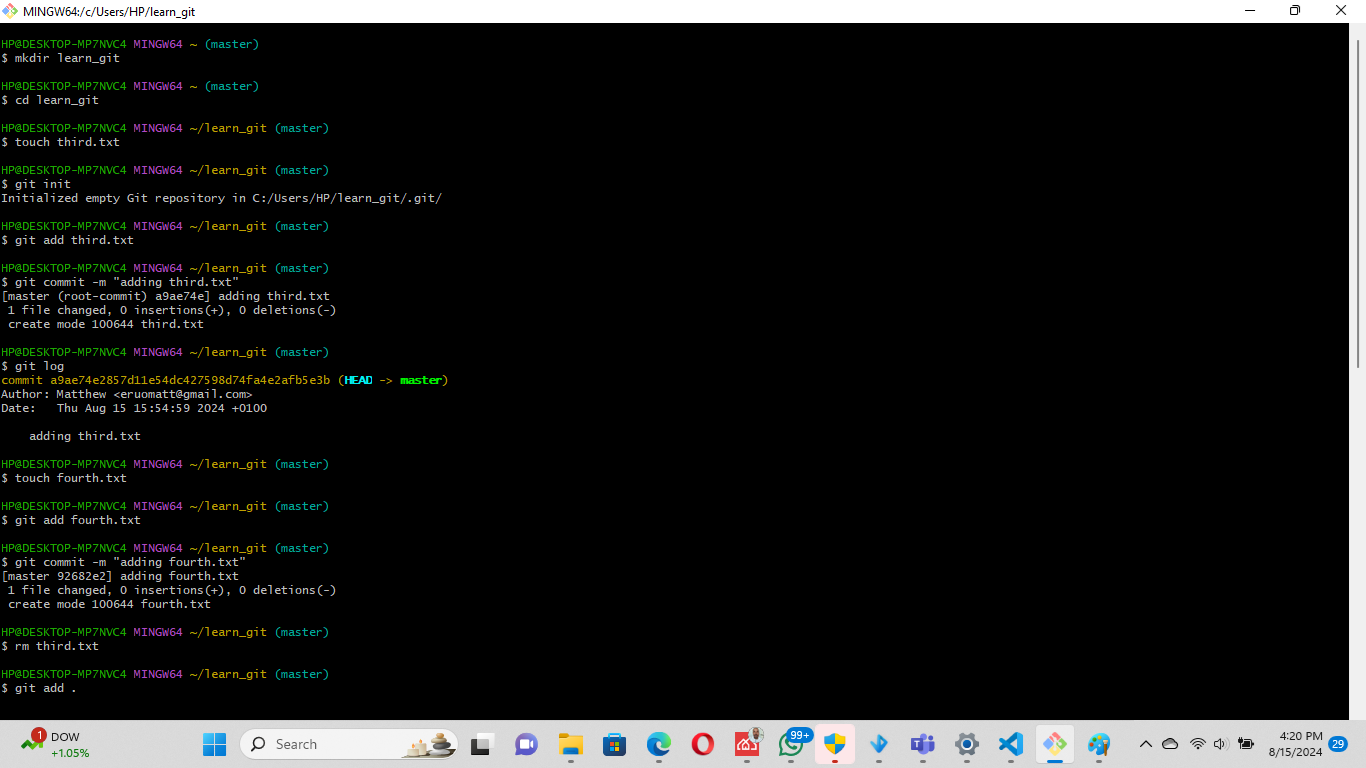 MINGW64:/c/Users/HP/learn_git
HP@DESKTOP-MP7NVC4 MINGW64 ~ (master)
$ mkdir learn_git
HP@DESKTOP-MP7NVC4 MINGW64 ~ (master)
$ cd learn_git
HP@DESKTOP-MP7NVC4 MINGW64 ~/learn_git (master)
$ touch third.txt
HP@DESKTOP-MP7NVC4 MINGW64 ~/learn_git (master)
$ git init
Initialized empty Git repository in C:/Users/HP/learn_git/.git/
HP@DESKTOP-MP7NVC4 MINGW64 ~/learn_git (master)
$ git add third.txt
HP@DESKTOP-MP7NVC4 MINGW64 ~/learn_git (master)
$ git commit -m "adding third.txt"
[master (root-commit) a9ae74e] adding third.txt
1 file changed, 0 insertions(+), 0 deletions(-)
create mode 100644 third.txt
HP@DESKTOP-MP7NVC4 MINGW64 ~/learn_git (master)
$ git log
commit a9ae74e2857d11e54dc427598d74fa4e2afb5e3b (HEAD -> master)
Author: Matthew <eruomatt@gmail.com>
Date:   Thu Aug 15 15:54:59 2024 +0100
adding third.txt
HP@DESKTOP-MP7NVC4 MINGW64 ~/learn_git (master)
$ touch fourth.txt
HP@DESKTOP-MP7NVC4 MINGW64 ~/learn_git (master)
$ git add fourth.txt
HP@DESKTOP-MP7NVC4 MINGW64 ~/learn_git (master)
$ git commit -m "adding fourth.txt"
[master 92682e2] adding fourth.txt
1 file changed, 0 insertions(+), 0 deletions(-)
create mode 100644 fourth.txt
HP@DESKTOP-MP7NVC4 MINGW64 ~/learn_git (master)
$ rm third.txt
HP@DESKTOP-MP7NVC4 MINGW64 ~/learn_git (master)
$ git add .
1
DOW
+1.05%
Search
99+
4:20 PM
8/15/2024
29